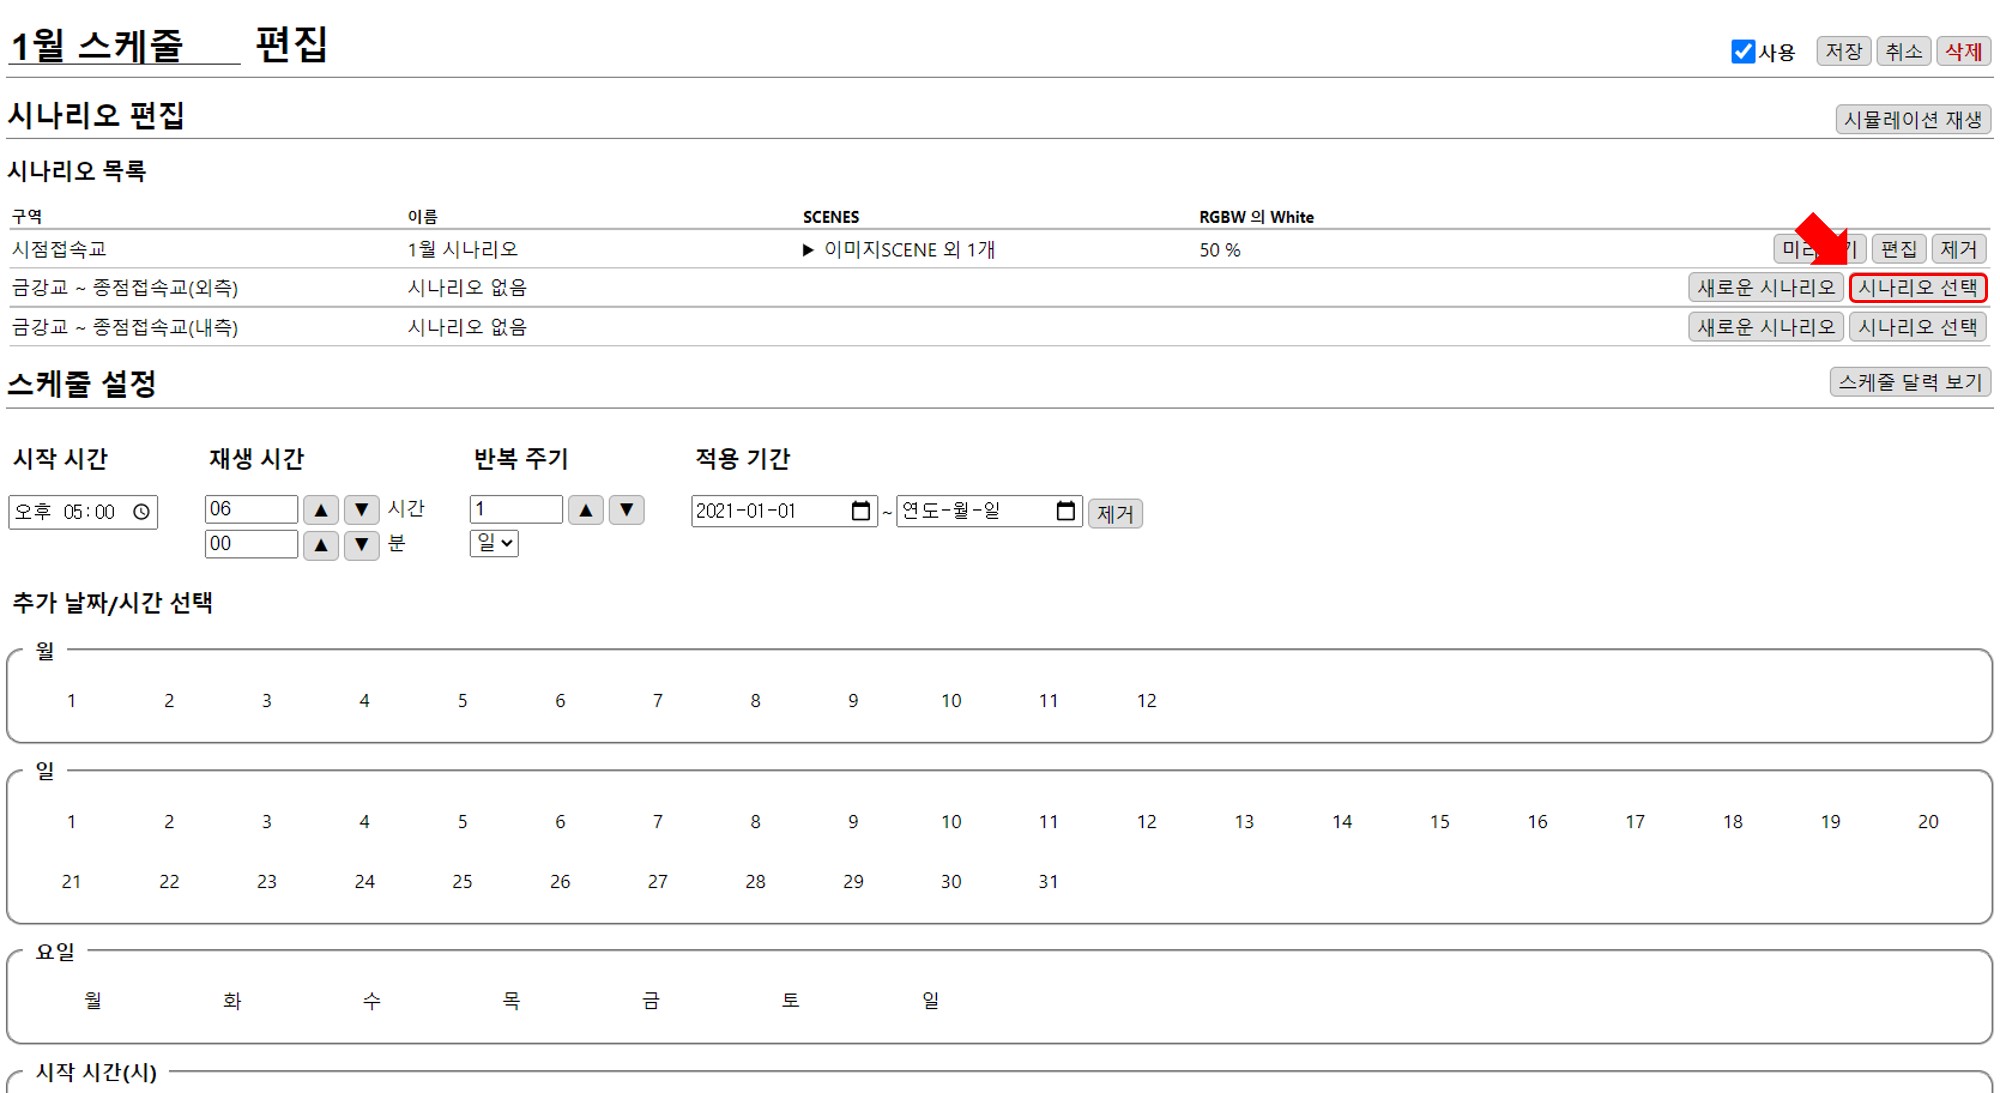 1월 스케줄 편집
사용 저장 취소 삭제
시나리오 편집
시뮬레이션 재생
시나리오 목록
구역 이름 SCENES RGBW 의 White
시점접속교 1월 시나리오 ▶ 이미지SCENE 외 1개 50 % 편집 제거
금강교 ~ 종점접속교(외측) 시나리오 없음 새로운 시나리오 시나리오 선택
금강교 ~ 종점접속교(내측) 시나리오 없음 새로운 시나리오 시나리오 선택
스케줄 설정
스케줄 달력 보기
시작 시간 재생 시간 반복 주기 적용 기간
오후 05:00 06 ▲ ▼ 시간 1 ▲ ▼ 2021-01-01 ~ 연도-월-일 제거
00 ▲ ▼ 분 일
추가 날짜/시간 선택
월
1 2 3 4 5 6 7 8 9 10 11 12
일
1 2 3 4 5 6 7 8 9 10 11 12 13 14 15 16 17 18 19 20
21 22 23 24 25 26 27 28 29 30 31
요일
월 화 수 목 금 토 일
시작 시간(시)